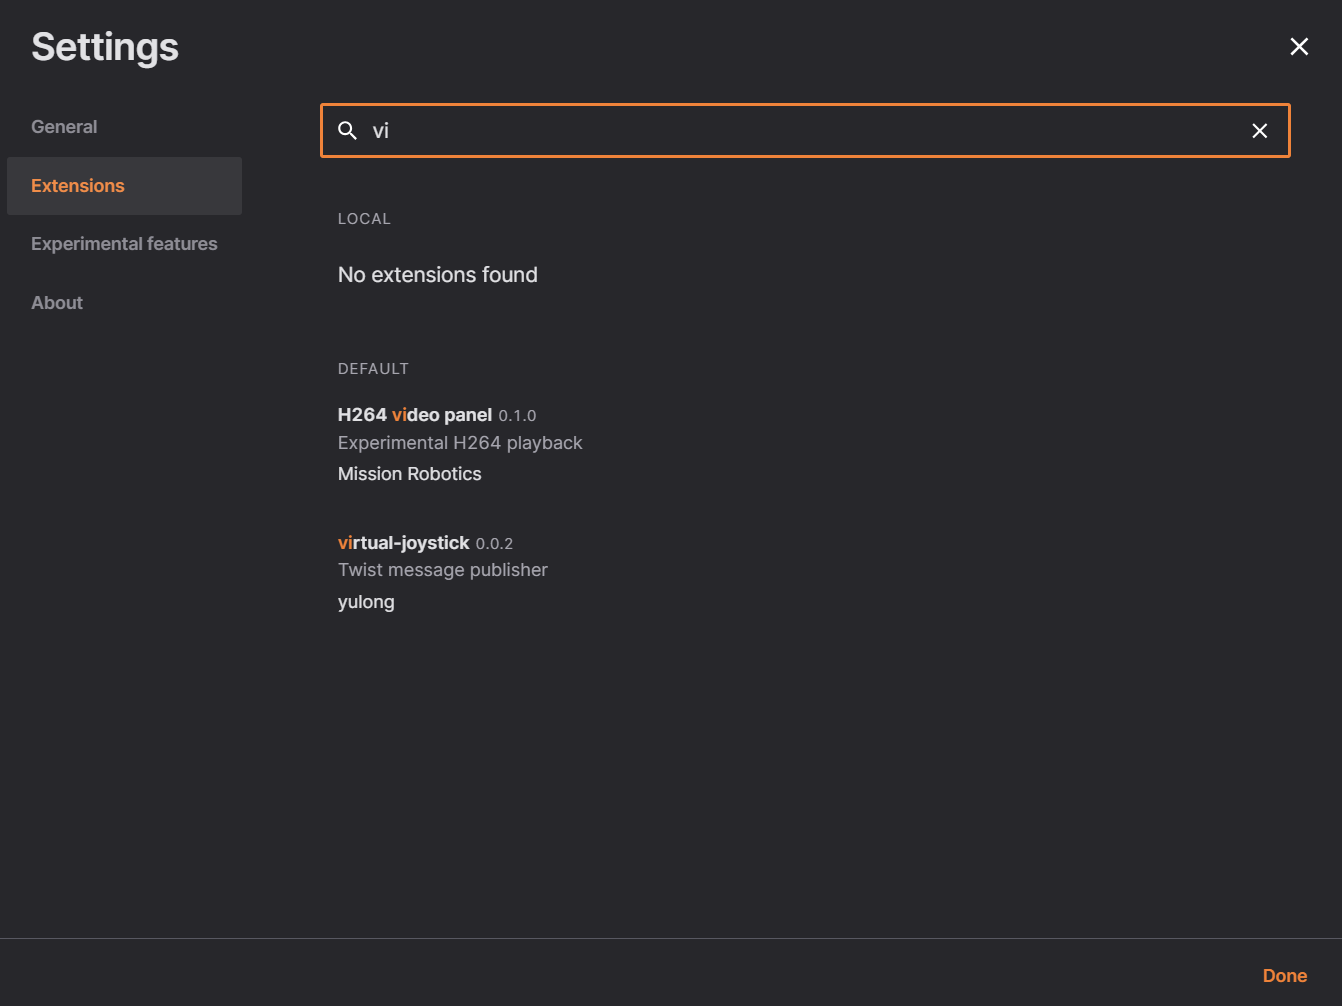 Settings
General
Extensions
Experimental features
About
vi
LOCAL
No extensions found
DEFAULT
H264 video panel 0.1.0
Experimental H264 playback
Mission Robotics
virtual-joystick 0.0.2
Twist message publisher
yulong
Done